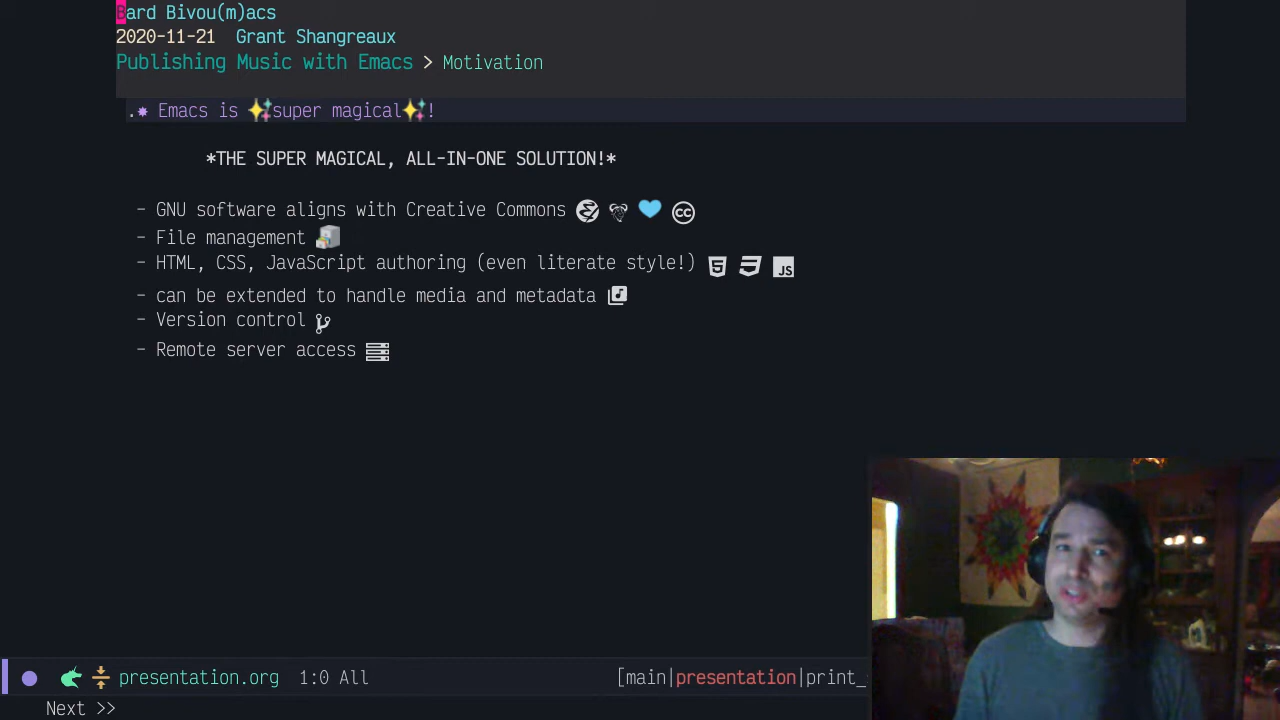 Bard Bivou(m)acs
2020-11-21 Grant Shangreaux
Publishing Music with Emacs > Motivation
.✸ Emacs is ✨super magical✨!
*THE SUPER MAGICAL, ALL-IN-ONE SOLUTION!*
- GNU software aligns with Creative Commons
- File management
- HTML, CSS, JavaScript authoring (even literate style!)
- can be extended to handle media and metadata
- Version control
- Remote server access
presentation.org 1:0 All [main|presentation|print_
Next >>